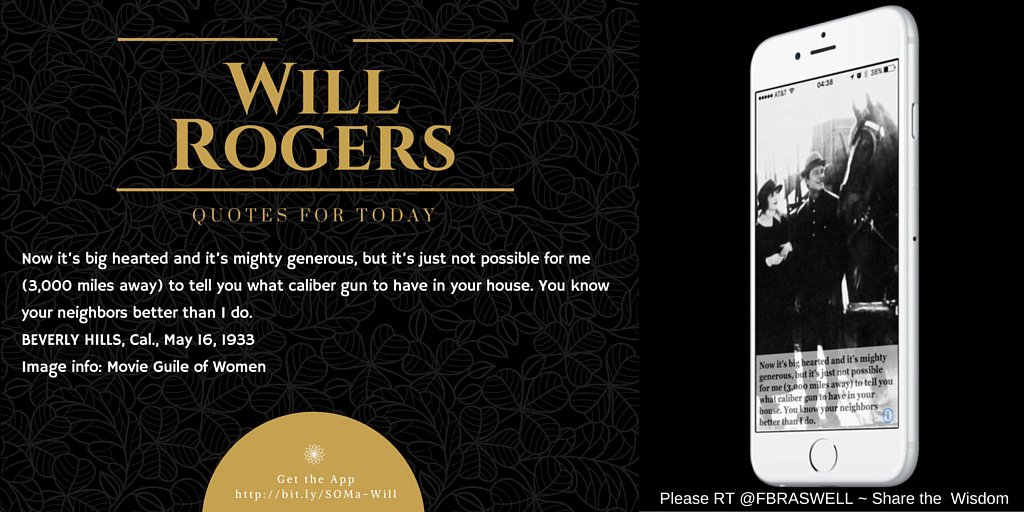 WILL
ROGERS
QUOTES FOR TODAY
Now it's big hearted and it's mighty generous, but it's just not possible for me
(3,000 miles away) to tell you what caliber gun to have in your house. You know
your neighbors better than I do.
BEVERLY HILLS, Cal., May 16, 1933
Image info: Movie Guile of Women
Get the App
http://bit.ly/SOMa-Will
AT&T 04:38 38%
Now it's big hearted and it's mighty
generous, but it's just not possible
for me (3,000 miles away) to tell you
what caliber gun to have in your
house. You know your neighbors
better than I do.
Please RT @FBRASWELL ~ Share the Wisdom